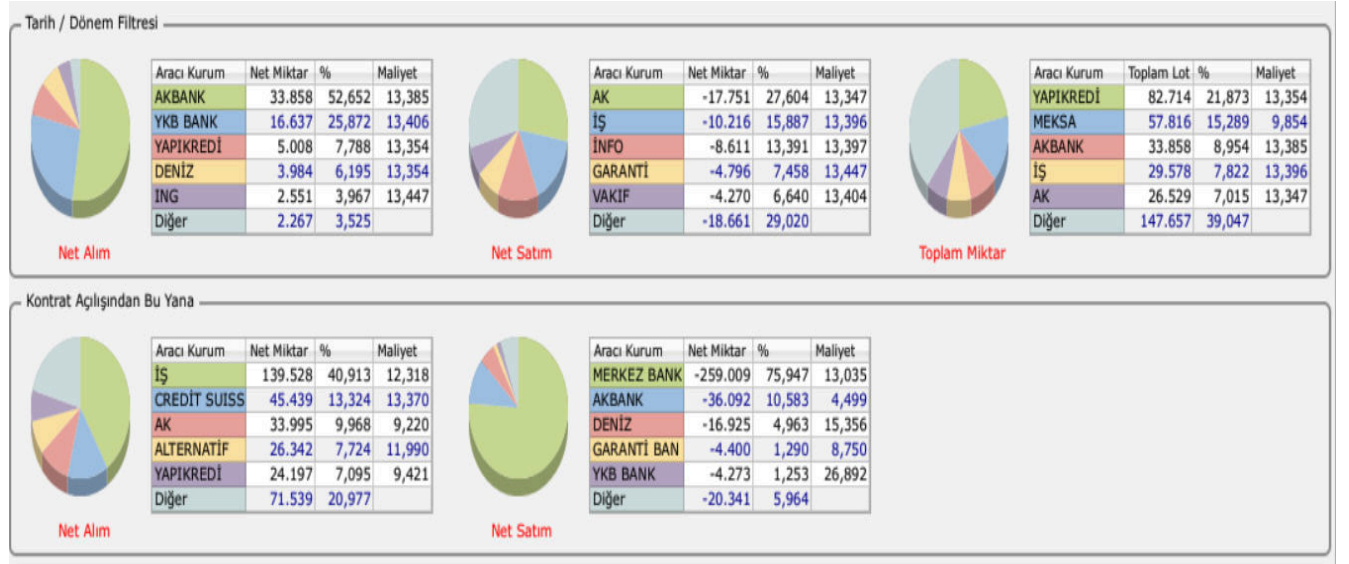 Tarih / Dönem Filtresi
Aracı Kurum Net Miktar % Maliyet
AKBANK 33.858 52,652 13,385
YKB BANK 16.637 25,872 13,406
YAPIKREDİ 5.008 7,788 13,354
DENİZ 3.984 6,195 13,354
ING 2.551 3,967 13,447
Diğer 2.267 3,525
Net Alım
Aracı Kurum Net Miktar % Maliyet
AK -17.751 27,604 13,347
İŞ -10.216 15,887 13,396
İNFO -8.611 13,391 13,397
GARANTİ -4.796 7,458 13,447
VAKIF -4.270 6,640 13,404
Diğer -18.661 29,020
Net Satım
Aracı Kurum Toplam Lot % Maliyet
YAPIKREDİ 82.714 21,873 13,354
MEKSA 57.816 15,289 9,854
AKBANK 33.858 8,954 13,385
İŞ 29.578 7,822 13,396
AK 26.529 7,015 13,347
Diğer 147.657 39,047
Toplam Miktar
Kontrat Açılışından Bu Yana
Aracı Kurum Net Miktar % Maliyet
İŞ 139.528 40,913 12,318
CREDİT SUISS 45.439 13,324 13,370
AK 33.995 9,968 9,220
ALTERNATİF 26.342 7,724 11,990
YAPIKREDİ 24.197 7,095 9,421
Diğer 71.539 20,977
Net Alım
Aracı Kurum Net Miktar % Maliyet
MERKEZ BANK -259.009 75,947 13,035
AKBANK -36.092 10,583 4,499
DENİZ -16.925 4,963 15,356
GARANTİ BAN -4.400 1,290 8,750
YKB BANK -4.273 1,253 26,892
Diğer -20.341 5,964
Net Satım